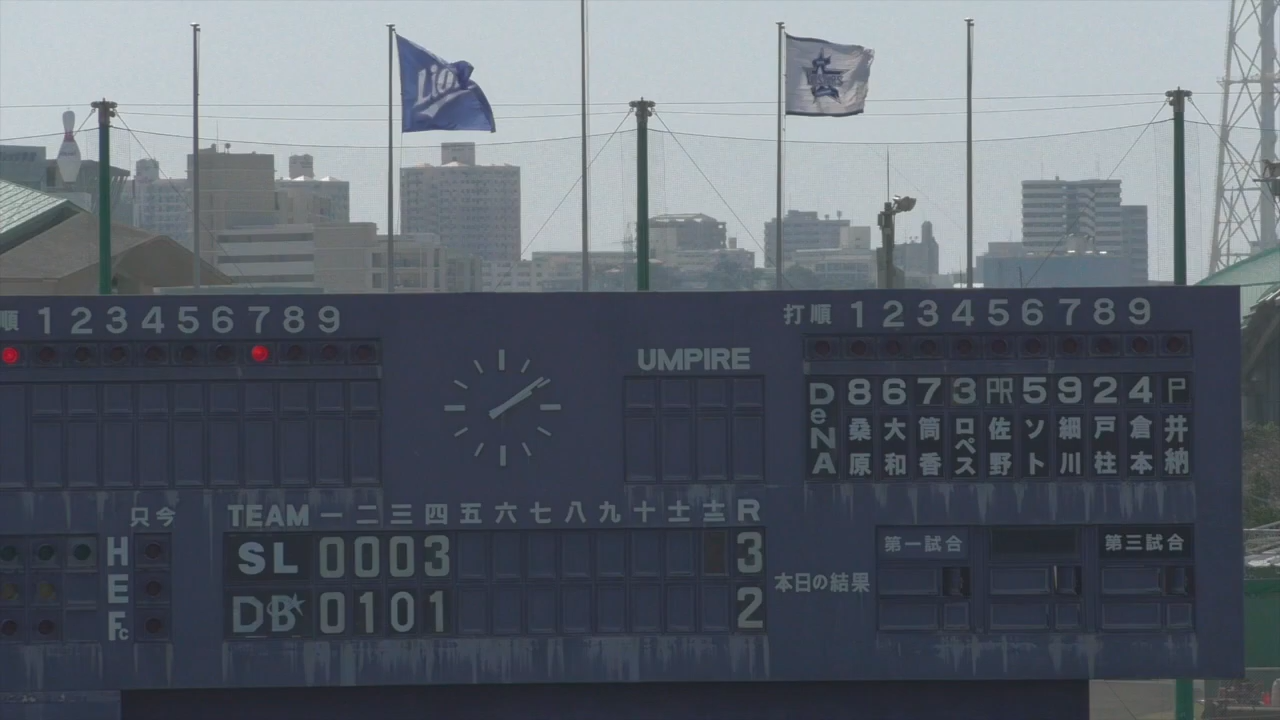 Lions
順 1 2 3 4 5 6 7 8 9
打順 1 2 3 4 5 6 7 8 9
UMPIRE
DeNA
8 6 7 3 PR 5 9 2 4 P
桑原 大和 筒香 ロペス 佐野 ソト 細川 戸柱 倉本 井納
只今
TEAM 一 二 三 四 五 六 七 八 九 十 土 圭 R
H SL 0 0 0 3 3
E
Fc DB 0 1 0 1 2
本日の結果
第一試合 第三試合